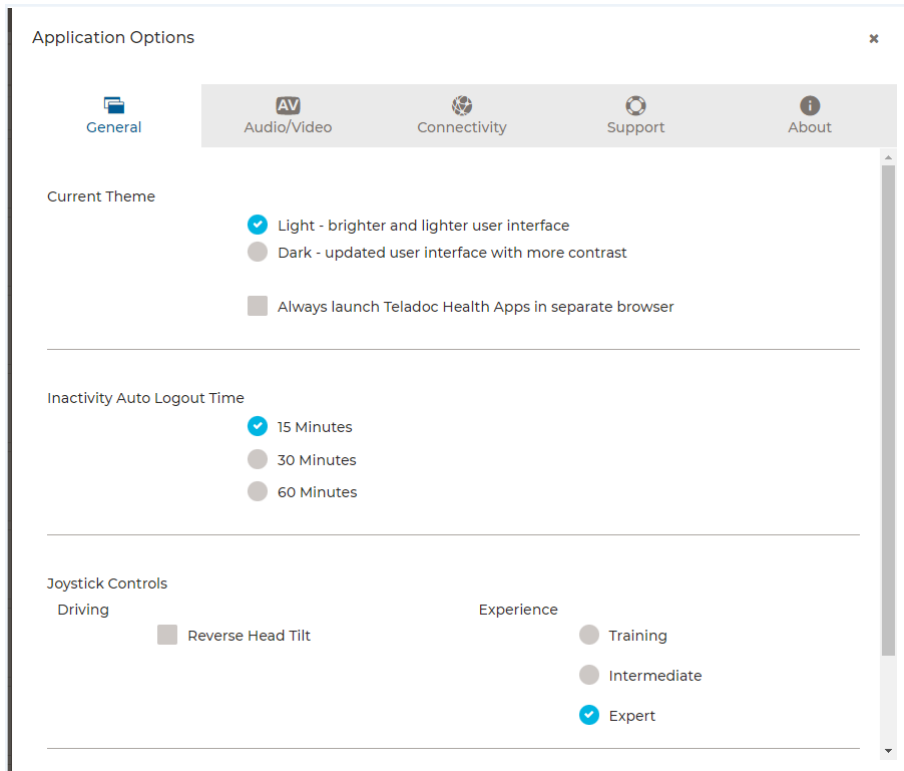 Application Options
AV
General
Audio/Video
Connectivity
Support
About
Current Theme
Light - brighter and lighter user interface
Dark - updated user interface with more contrast
Always launch Teladoc Health Apps in separate browser
Inactivity Auto Logout Time
15 Minutes
30 Minutes
60 Minutes
Joystick Controls
Driving
Reverse Head Tilt
Experience
Training
Intermediate
Expert